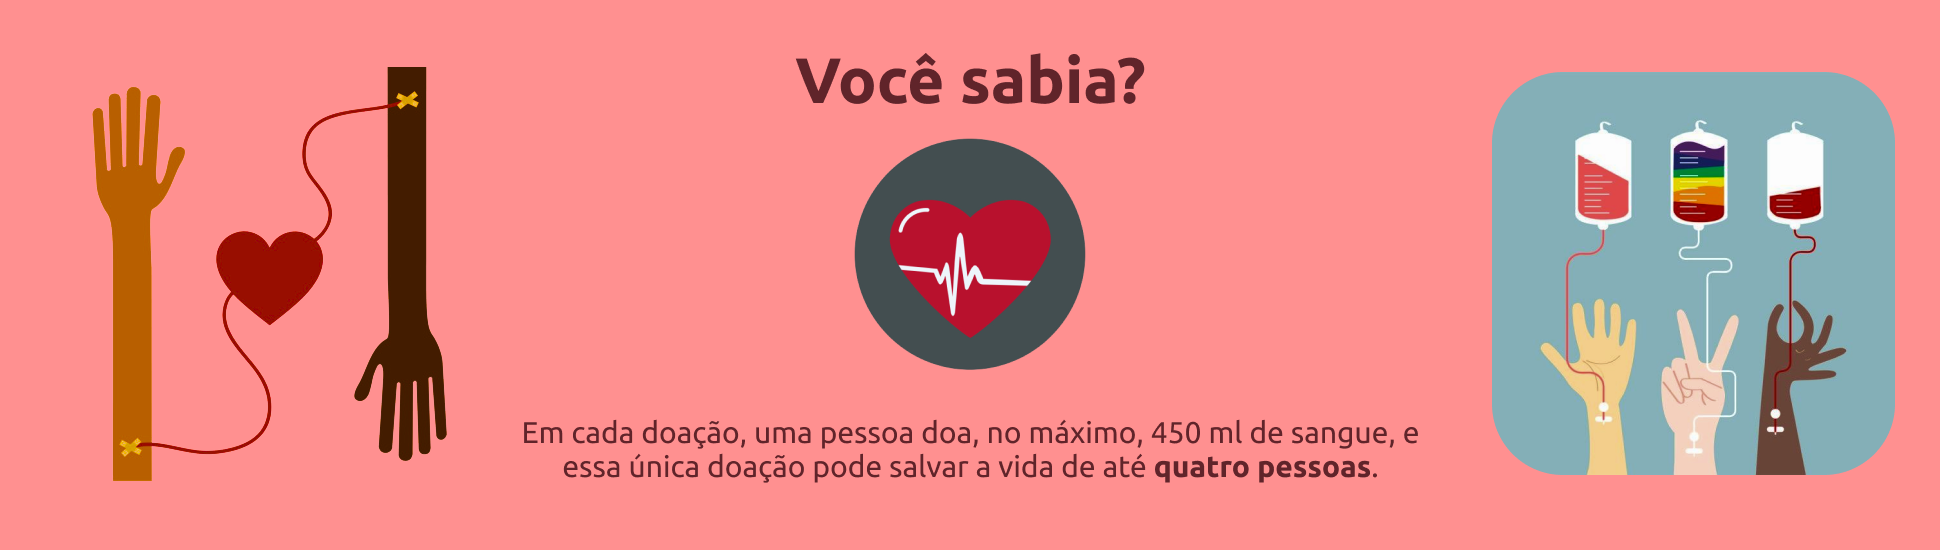 Você sabia?
Em cada doação, uma pessoa doa, no máximo, 450 ml de sangue, e
essa única doação pode salvar a vida de até quatro pessoas.